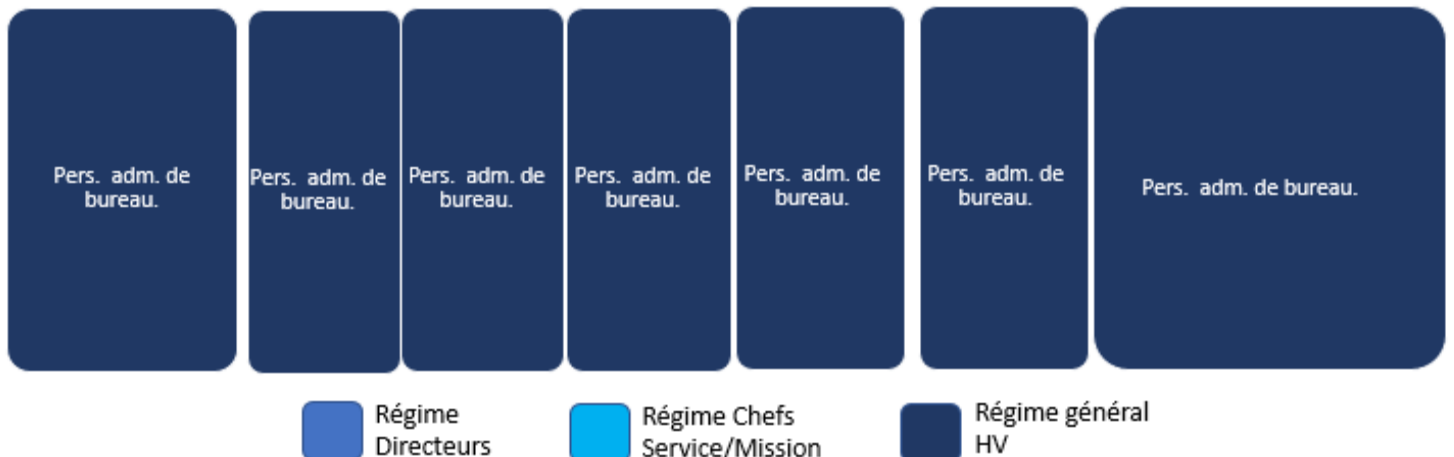 Pers. adm. de
bureau.
Pers. adm. de
bureau.
Pers. adm. de
bureau.
Pers. adm. de
bureau.
Pers. adm. de
bureau.
Pers. adm. de
bureau.
Pers. adm. de bureau.
Régime
Directeurs
Régime Chefs
Service/Mission
Régime général
HV